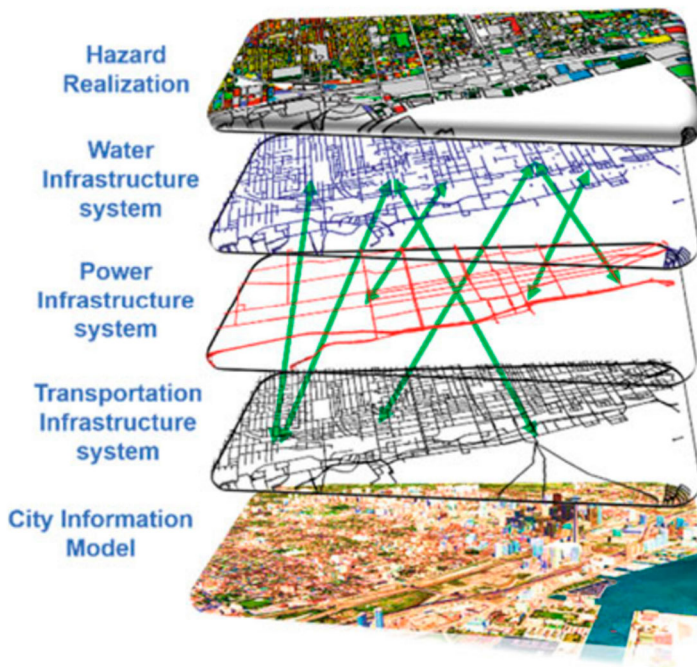 Hazard
Realization
Water
Infrastructure
system
Power
Infrastructure
system
Transportation
Infrastructure
system
City Information
Model